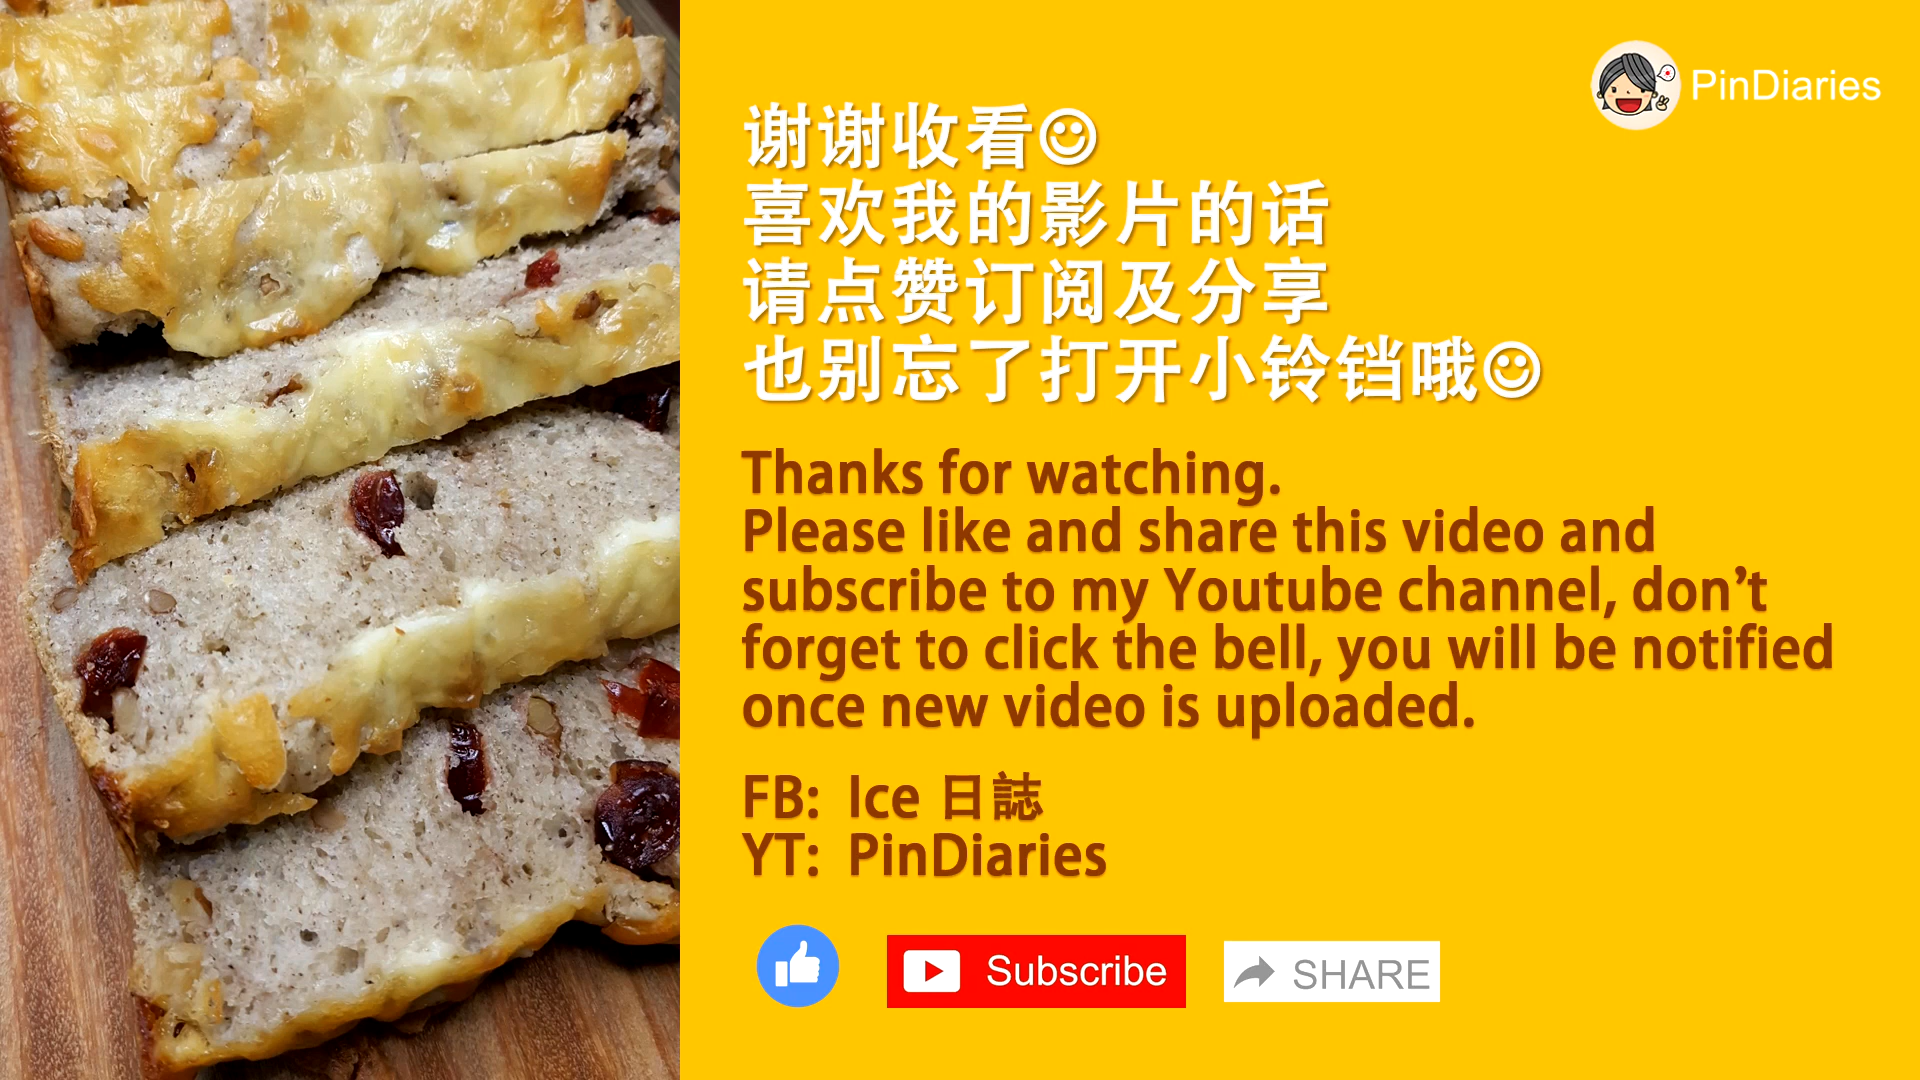 PinDiaries
谢谢收看☺
喜欢我的影片的话
请点赞订阅及分享
也别忘了打开小铃铛哦☺
Thanks for watching.
Please like and share this video and
subscribe to my Youtube channel, don’t
forget to click the bell, you will be notified
once new video is uploaded.
FB: Ice 日誌
YT: PinDiaries
Subscribe
SHARE